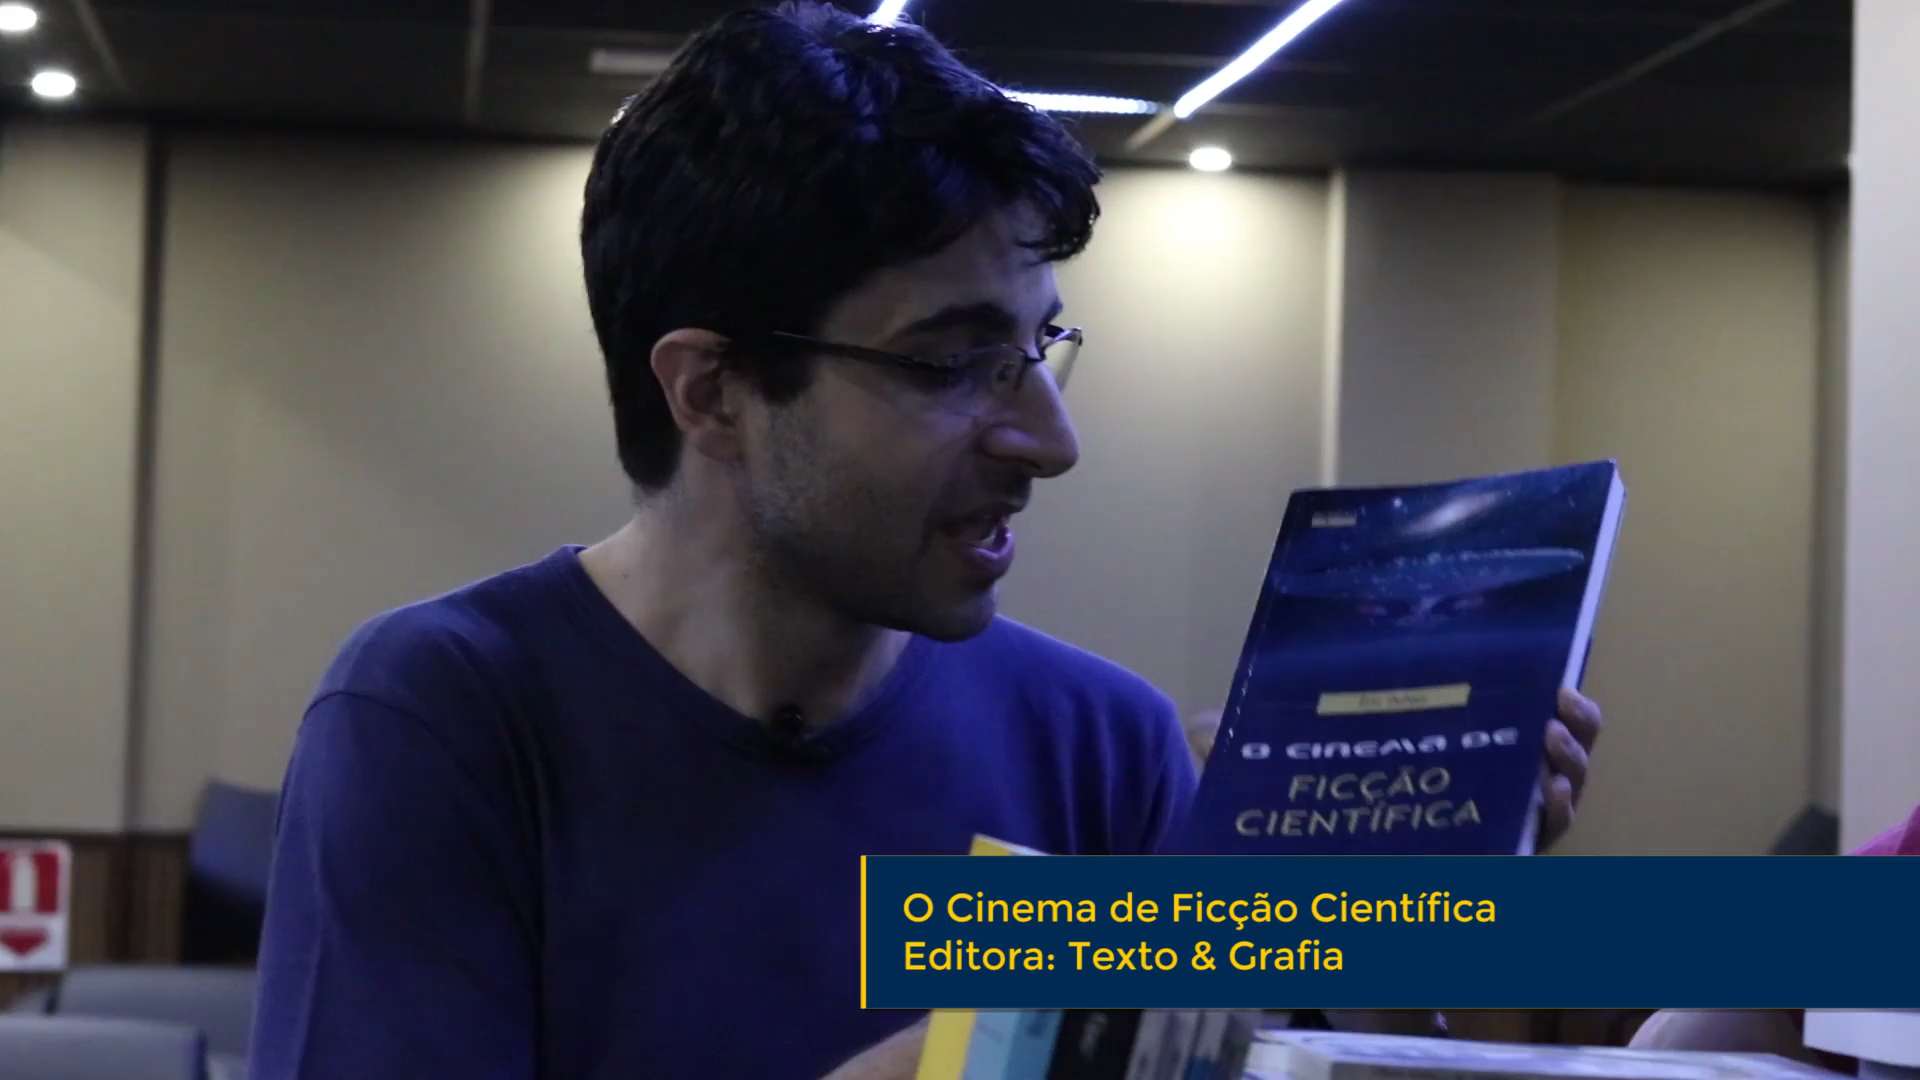 O CINEMA DE
FICÇÃO
CIENTÍFICA
O Cinema de Ficção Científica
Editora: Texto & Grafia